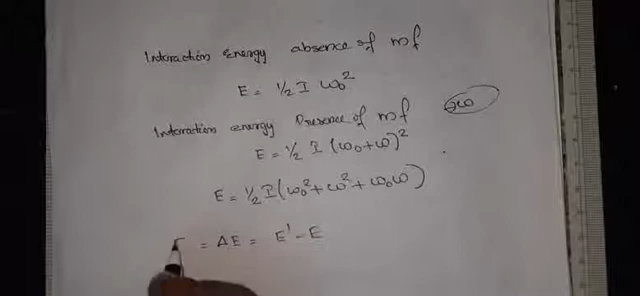 Interaction energy absence of mf
E = 1/2 I ω₀²
Interaction energy Presence of mf
E = 1/2 I (ω₀+ω)²
E = 1/2 I(ω₀² + ω² + ω₀ω)
= ΔE = E' - E